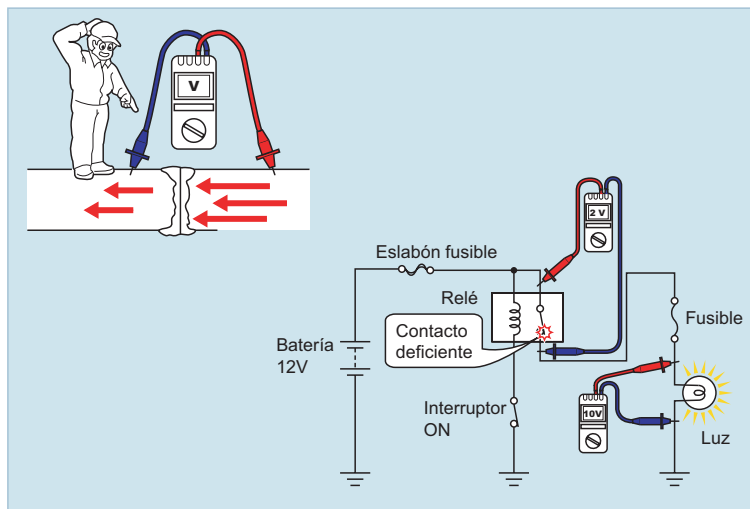 V
2 V
Eslabón fusible
Relé
Fusible
Contacto
deficiente
Batería
12V
Interruptor
ON
10V
Luz